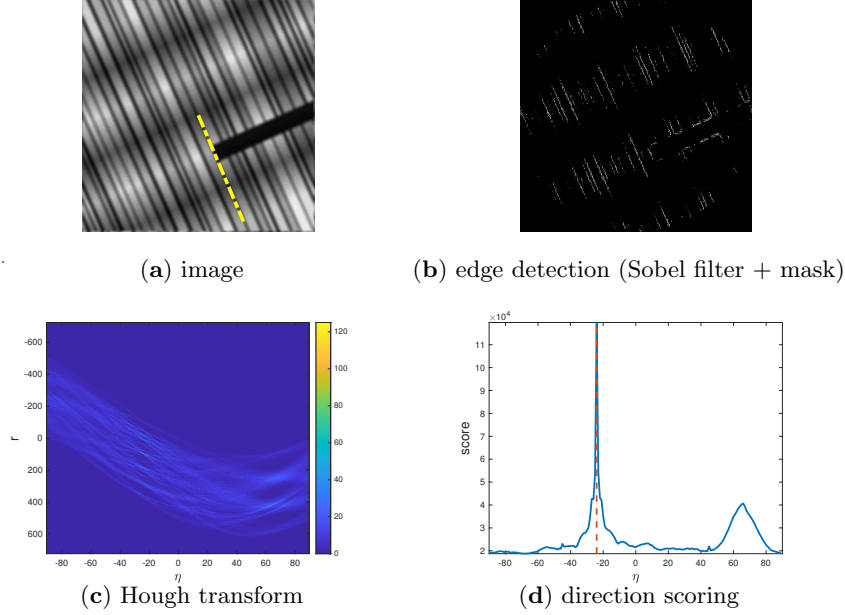 .
(a) image
(b) edge detection (Sobel filter + mask)
-600
-400
-200
0
200
400
600
r
-80 -60 -40 -20 0 20 40 60 80
η
120
100
80
60
40
20
0
(c) Hough transform
×10⁴
11
10
9
8
7
6
5
4
3
2
score
-80 -60 -40 -20 0 20 40 60 80
η
(d) direction scoring